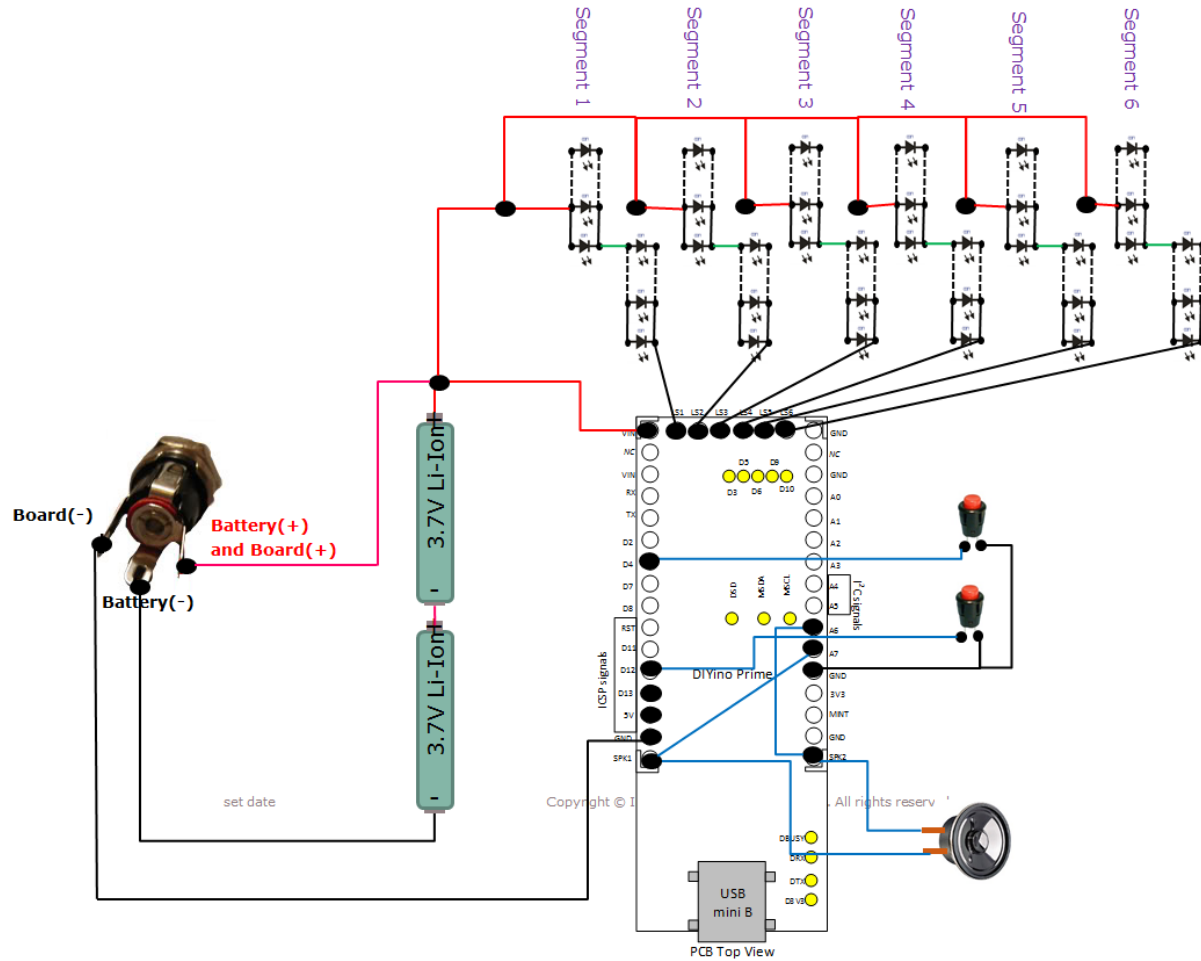 Segment 1
Segment 2
Segment 3
Segment 4
Segment 5
Segment 6
Board(-)
Battery(+)
and Board(+)
Battery(-)
3.7V Li-Ion
3.7V Li-Ion
+
-
+
-
LS1 LS2 LS3 LS4 LS5 LS6
VIN
NC
VIN
RX
TX
D2
D4
D7
D8
RST
D11
D12
D13
5V
GND
SPK1
ICSP signals
D5 D9
D3 D6 D10
DSD MSDA MSCL
DIYino Prime
GND
NC
GND
A0
A1
A2
A3
A4
A5
A6
A7
GND
3V3
MINT
GND
SPK2
I²C signals
set date
Copyright © I
. All rights reserv
DBUSY
DRX
DTX
D3V3
USB
mini B
PCB Top View